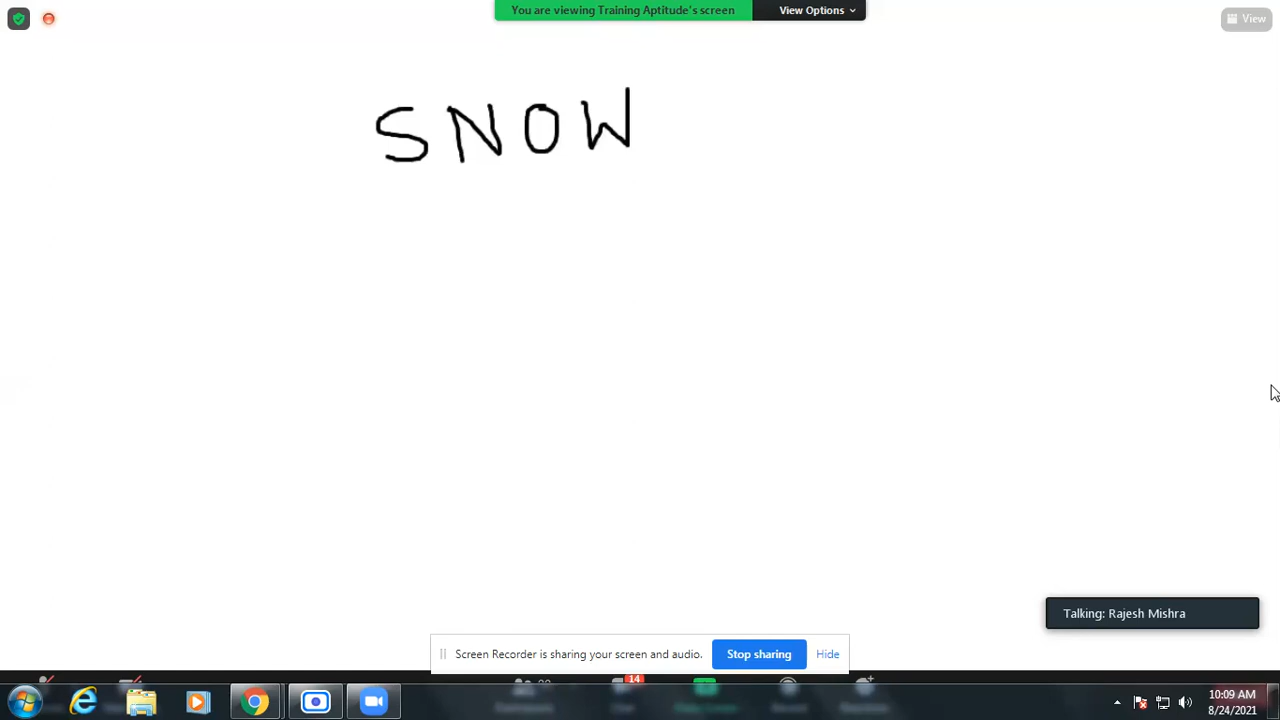 You are viewing Training Aptitude's screen View Options
View
SNOW
Talking: Rajesh Mishra
Screen Recorder is sharing your screen and audio. Stop sharing Hide
14
10:09 AM
8/24/2021